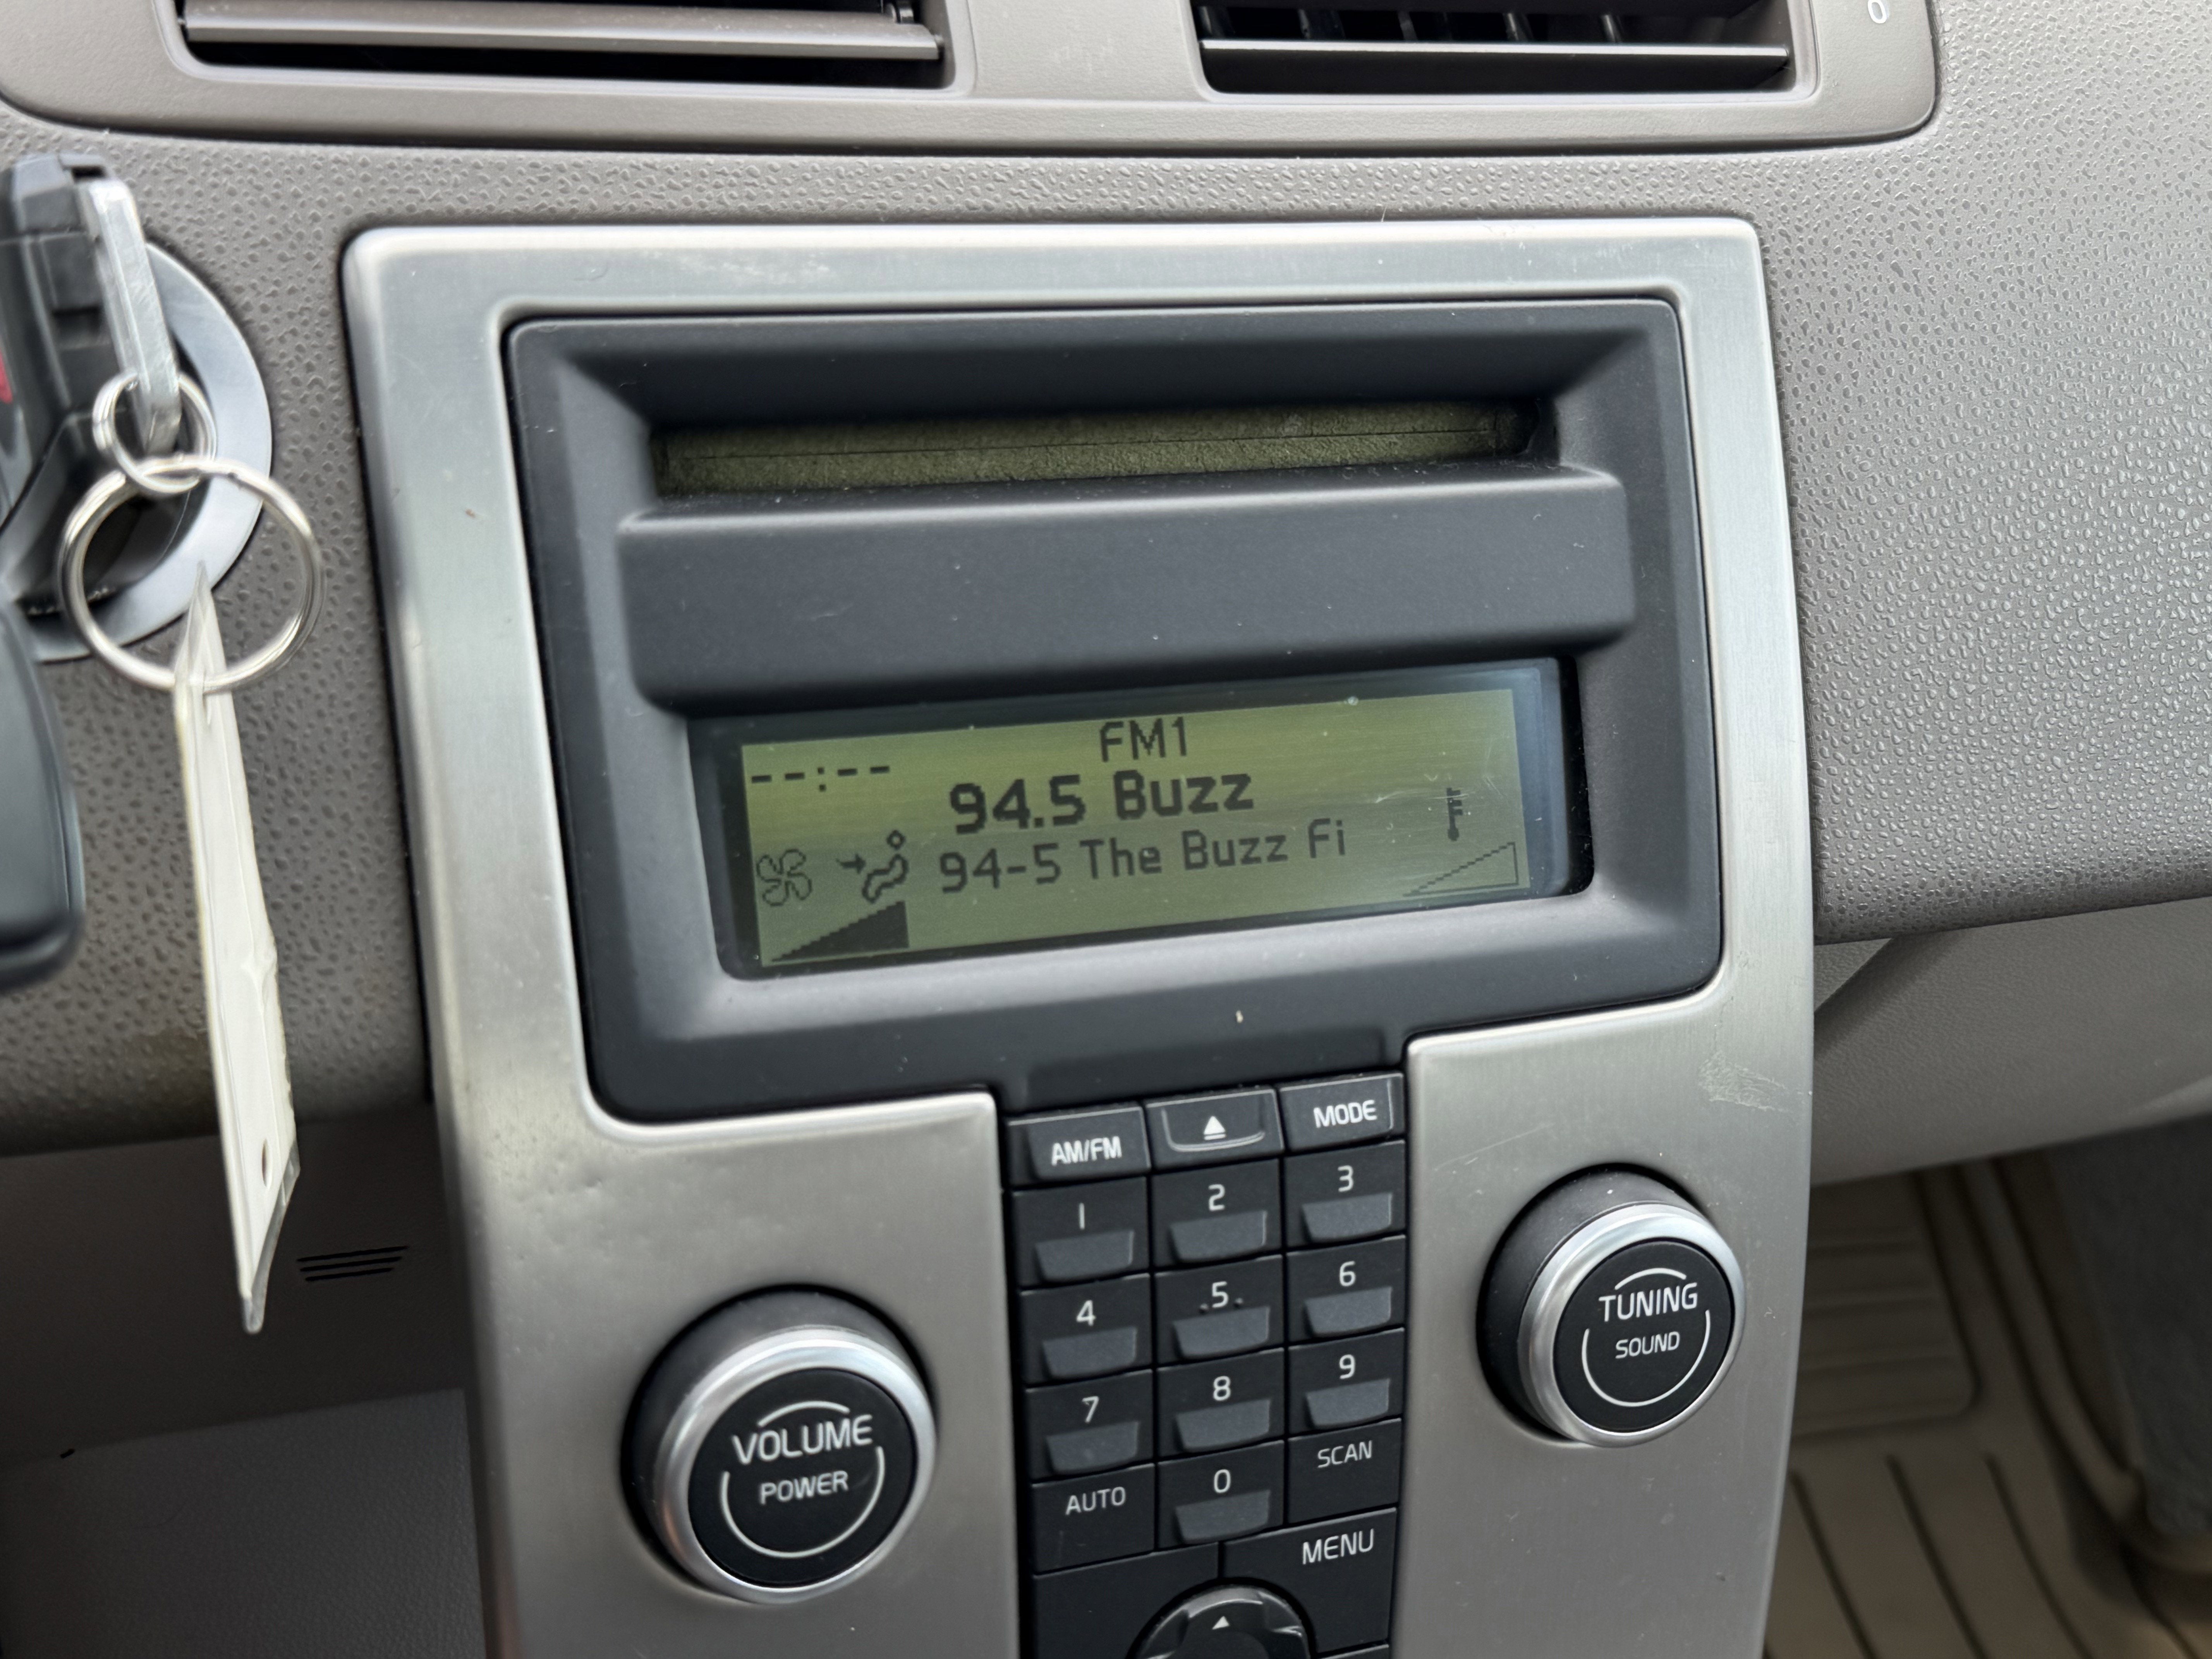 0
FM1
--:--
94.5 Buzz
94-5 The Buzz Fi
AM/FM
MODE
1
2
3
4
.5.
6
7
8
9
AUTO
0
SCAN
MENU
VOLUME
POWER
TUNING
SOUND